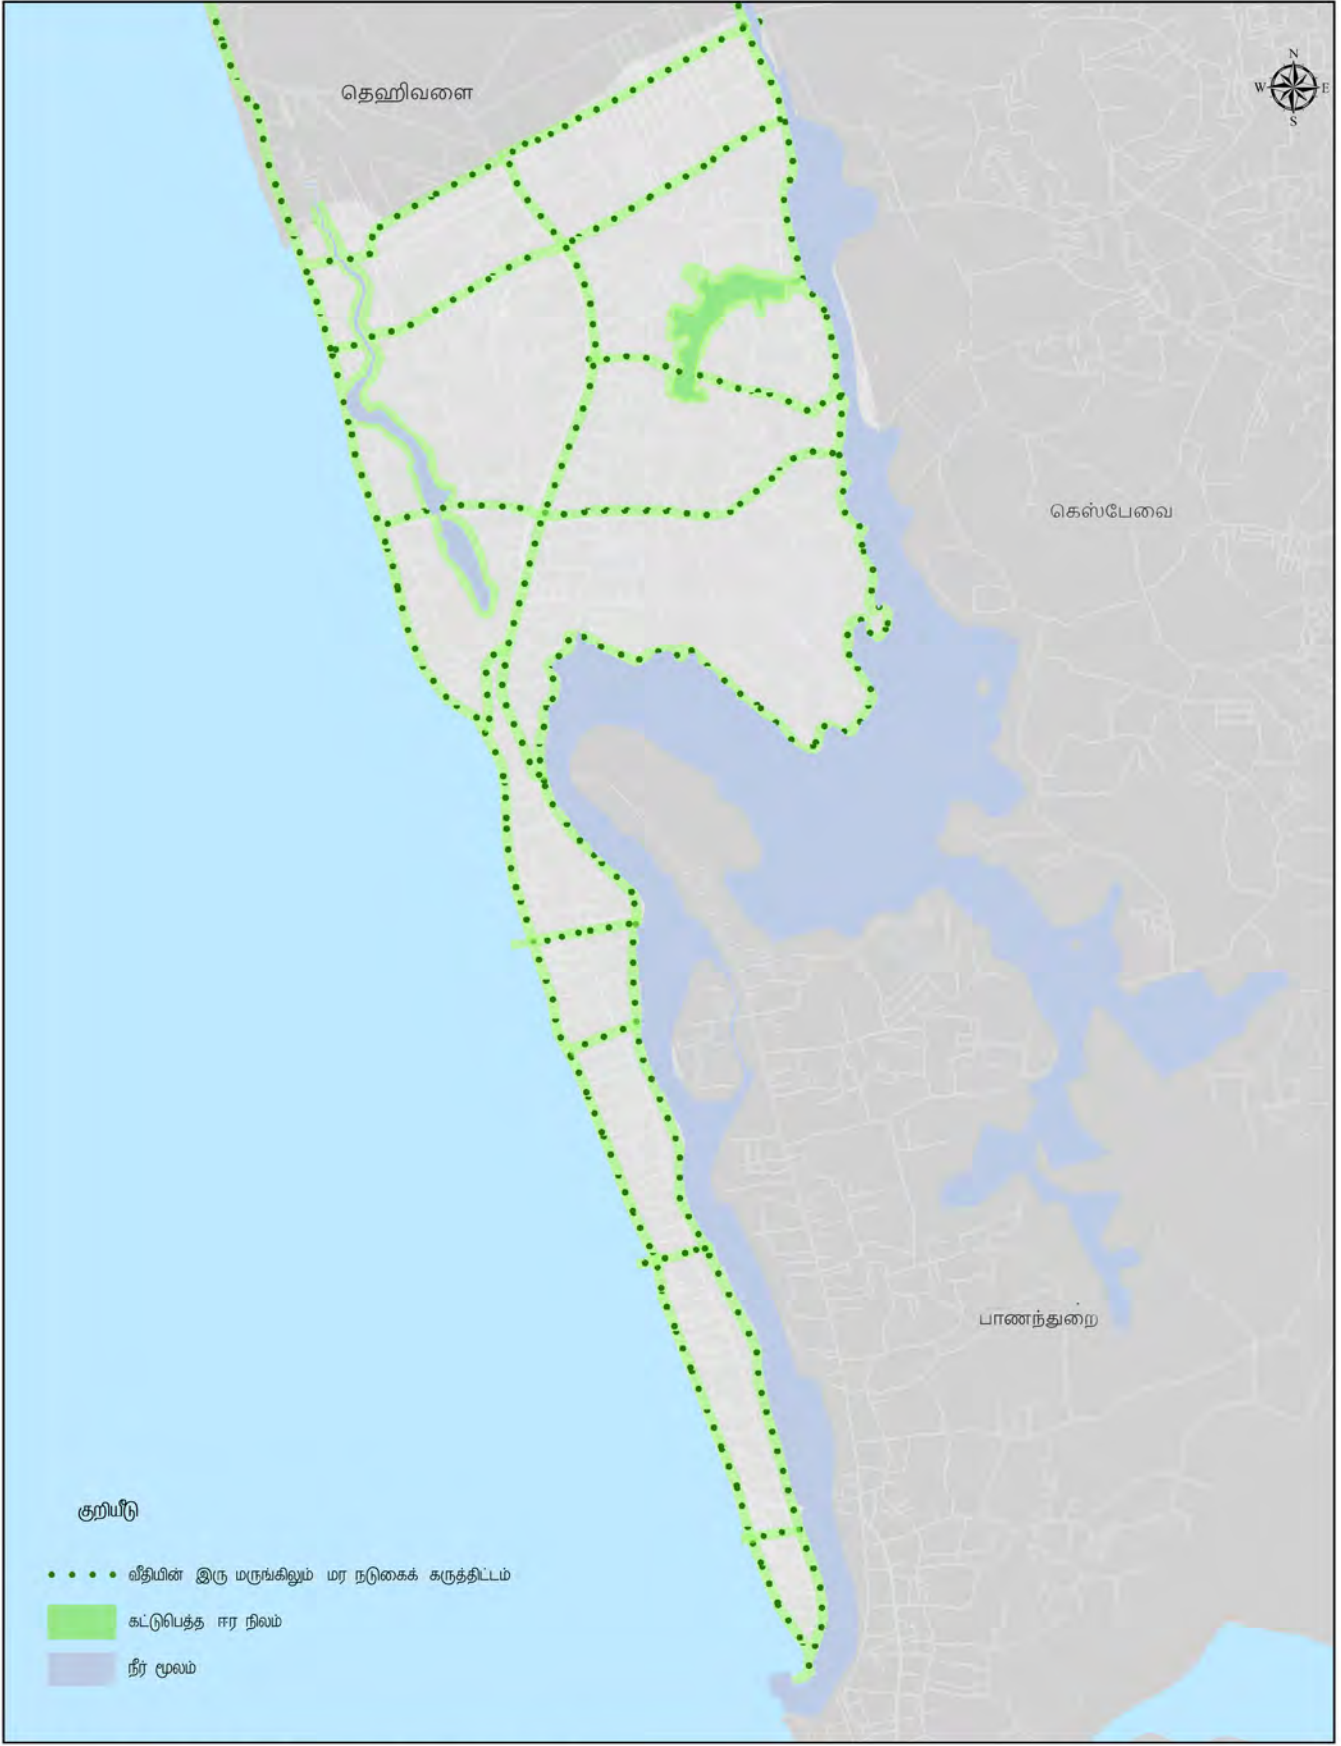 N
W E
S
தெஹிவளை
கெஸ்பேவை
பாணந்துறை
குறியீடு
வீதியின் இரு மருங்கிலும் மர நடுகைக் கருத்திட்டம்
கட்டுபெத்த ஈர நிலம்
நீர் மூலம்